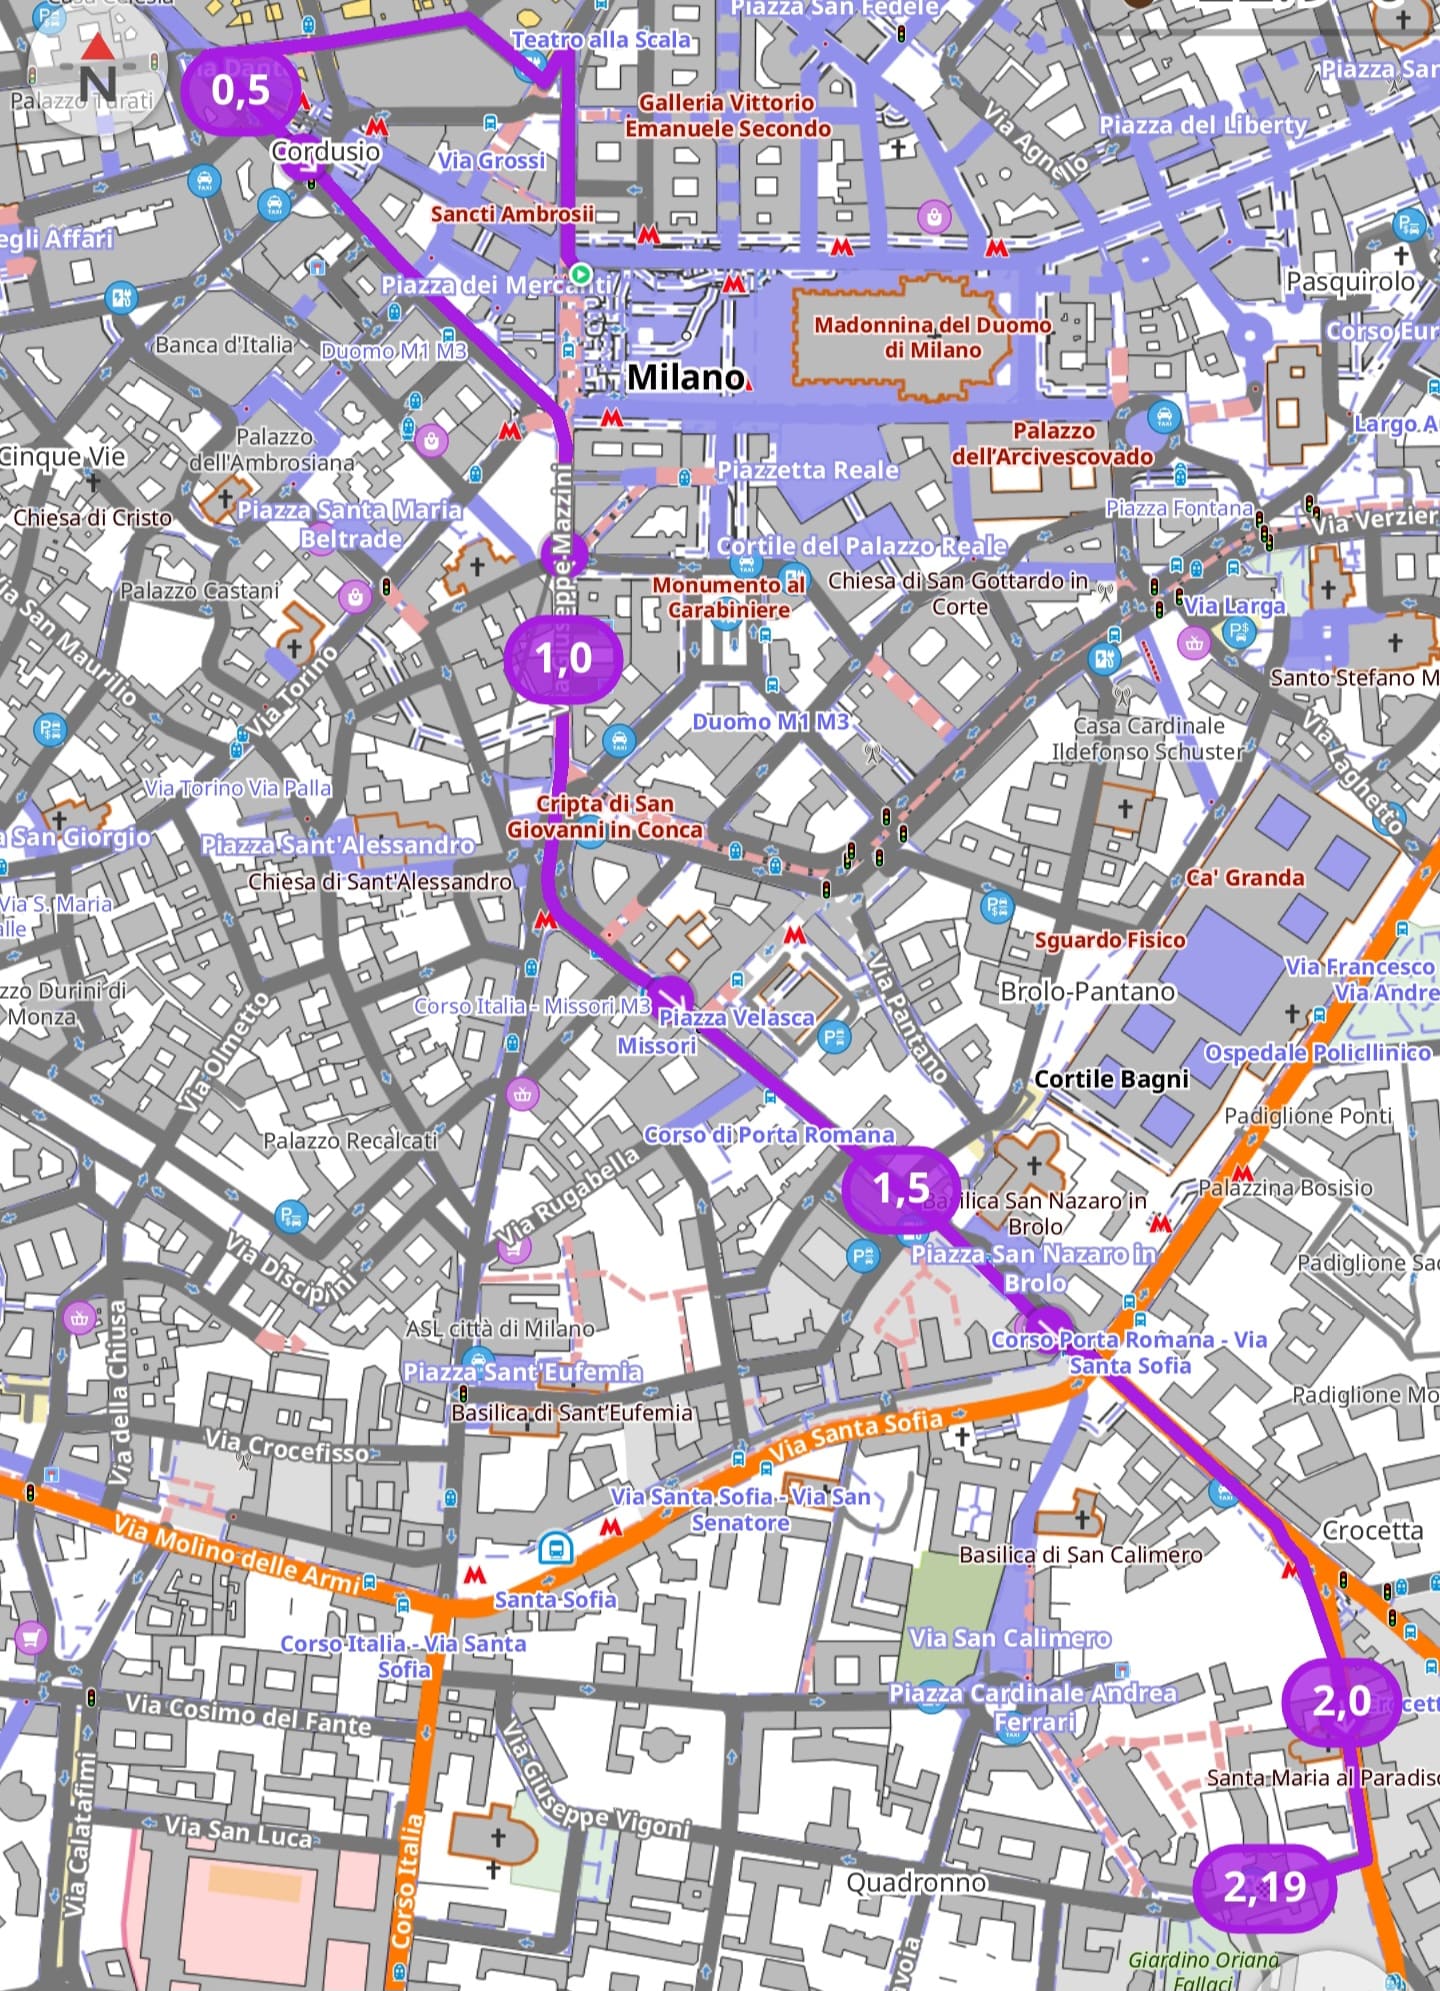 Piazza San Fedele
Teatro alla Scala
Via Dante
0,5
N
Palazzo Turati
Galleria Vittorio
Emanuele Secondo
Via Agnello
Piazza del Liberty
Piazza San
Cordusio
Via Grossi
Sancti Ambrosii
egli Affari
Piazza dei Mercanti
Pasquirolo
Banca d'Italia
Duomo M1 M3
Madonnina del Duomo
di Milano
Corso Eur
Milano
Cinque Vie
Palazzo
dell'Ambrosiana
Palazzo
dell'Arcivescovado
Largo A
Piazzetta Reale
Chiesa di Cristo
Piazza Santa Maria
Beltrade
Piazza Fontana
Via Verzier
Cortile del Palazzo Reale
Palazzo Castani
Monumento al
Carabiniere
Chiesa di San Gottardo in
Corte
Via Larga
Via San Maurilio
Via Torino
1,0
Santo Stefano M
Duomo M1 M3
Casa Cardinale
Ildefonso Schuster
Via Laghetto
Via Torino Via Palla
Cripta di San
Giovanni in Conca
a San Giorgio
Piazza Sant'Alessandro
Chiesa di Sant'Alessandro
Ca' Granda
Via S. Maria
alle
Sguardo Fisico
Via Francesco
Via Andre
zzo Durini di
Monza
Corso Italia - Missori M3
Brolo-Pantano
Piazza Velasca
Missori
Via Pantano
Via Olmetto
Ospedale Policllinico
Cortile Bagni
Padiglione Ponti
Palazzo Recalcati
Corso di Porta Romana
Via Rugabella
1,5
Basilica San Nazaro in
Brolo
Palazzina Bosisio
Piazza San Nazaro in
Brolo
Padiglione Sac
Via Disciplini
ASL città di Milano
Corso Porta Romana - Via
Santa Sofia
Via della Chiusa
Piazza Sant'Eufemia
Padiglione Mo
Basilica di Sant'Eufemia
Via Santa Sofia
Via Crocefisso
Via Santa Sofia - Via San
Senatore
Via Molino delle Armi
Crocetta
Basilica di San Calimero
Santa Sofia
Corso Italia - Via Santa
Sofia
Via San Calimero
Piazza Cardinale Andrea
Ferrari
2,0
Via Cosimo del Fante
Santa Maria al Paradiso
Via Calatafimi
Via Giuseppe Vigoni
Via San Luca
Corso Italia
Quadronno
2,19
Giardino Oriana
Fallaci